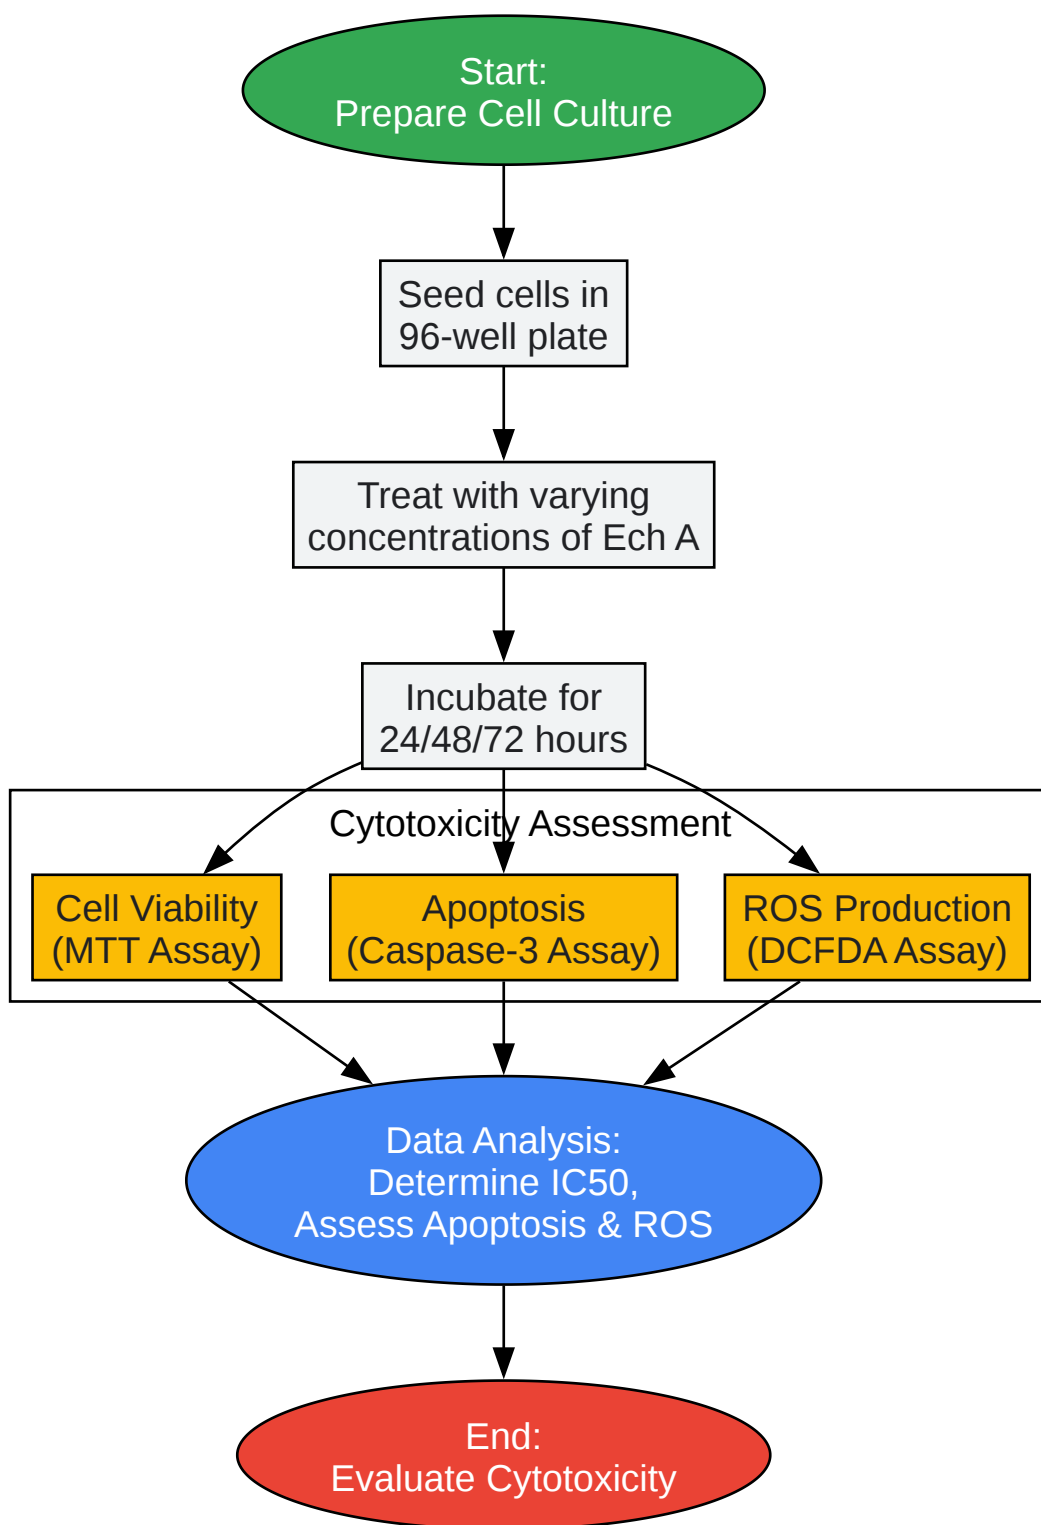 Start:
Prepare Cell Culture
Seed cells in
96-well plate
Treat with varying
concentrations of Ech A
Incubate for
24/48/72 hours
Cytotoxicity Assessment
Cell Viability
(MTT Assay)
Apoptosis
(Caspase-3 Assay)
ROS Production
(DCFDA Assay)
Data Analysis:
Determine IC50,
Assess Apoptosis & ROS
End:
Evaluate Cytotoxicity